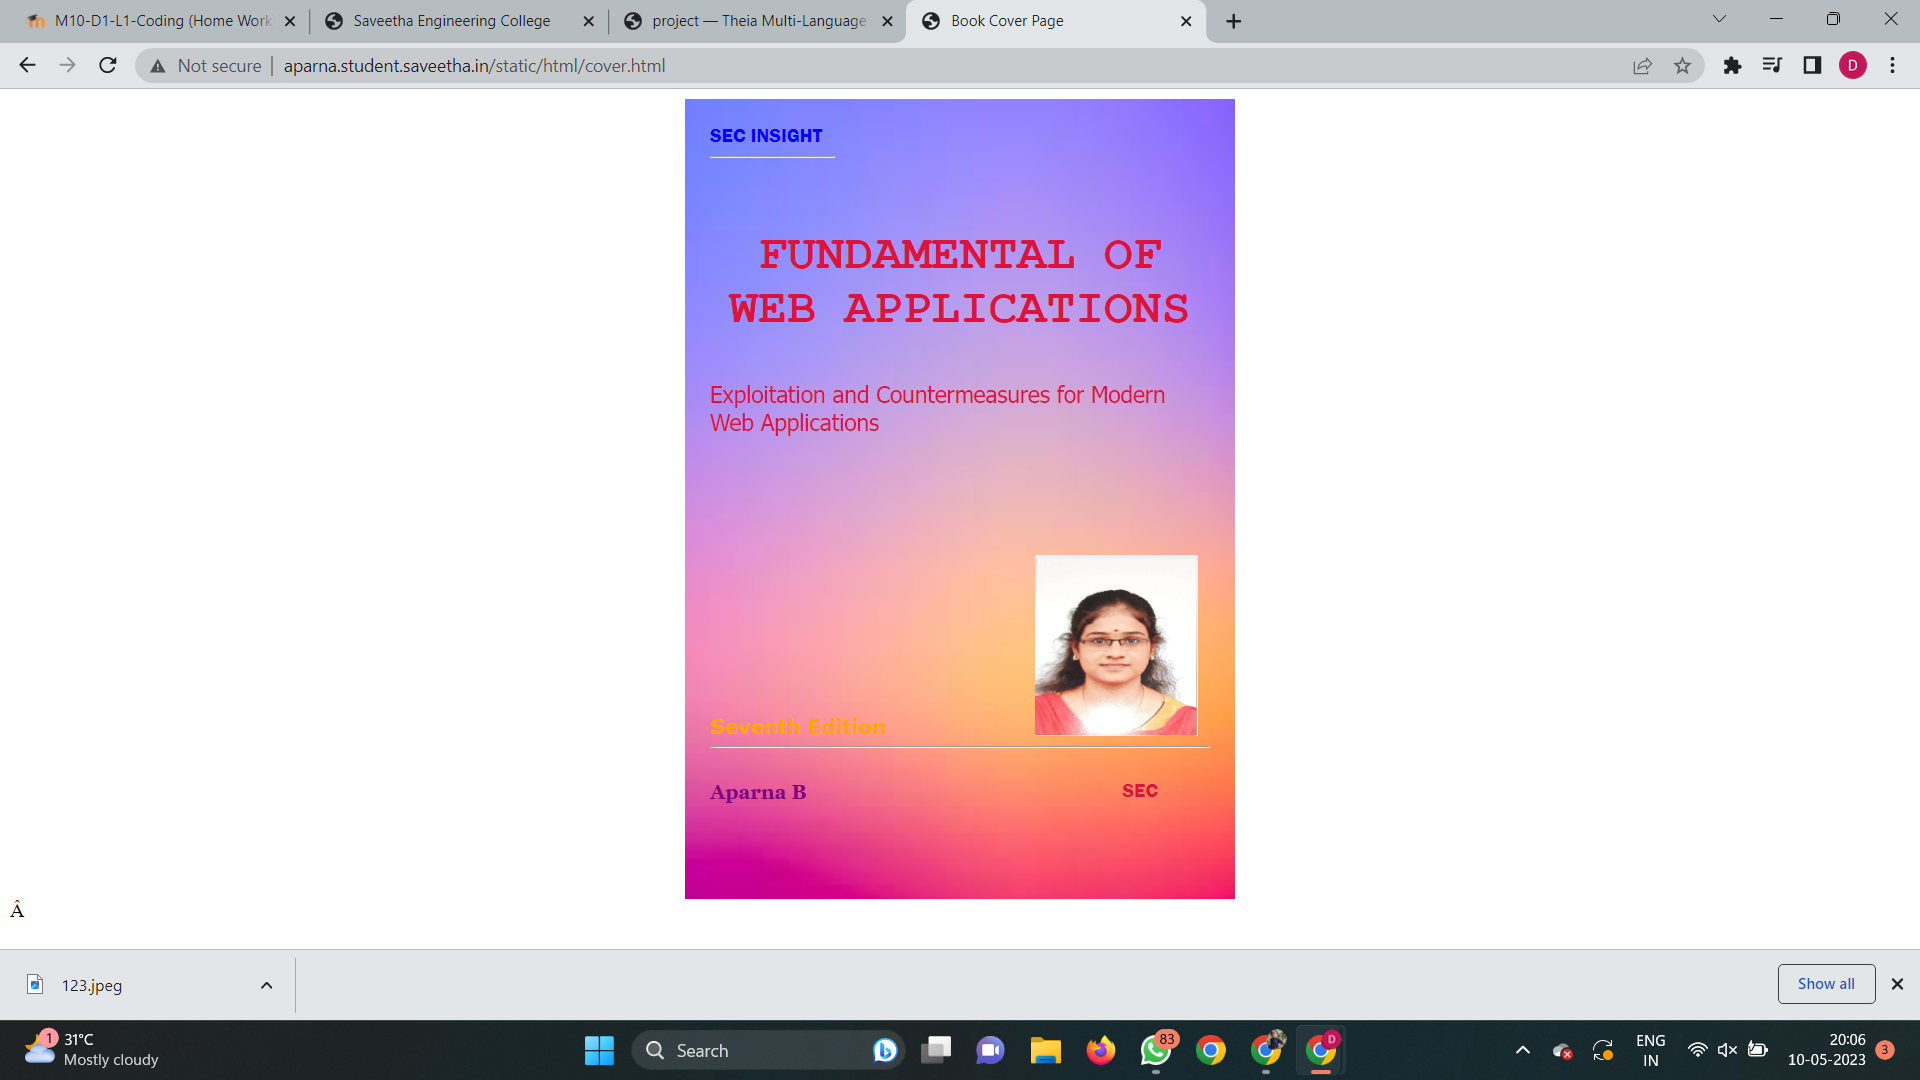 M10-D1-L1-Coding (Home Work
Saveetha Engineering College
project — Theia Multi-Language
Book Cover Page
Not secure
aparna.student.saveetha.in/static/html/cover.html
D
SEC INSIGHT
FUNDAMENTAL OF
WEB APPLICATIONS
Exploitation and Countermeasures for Modern
Web Applications
Seventh Edition
Aparna B
SEC
Â
123.jpeg
Show all
1
31°C
Mostly cloudy
Search
83
D
ENG
IN
20:06
10-05-2023
3